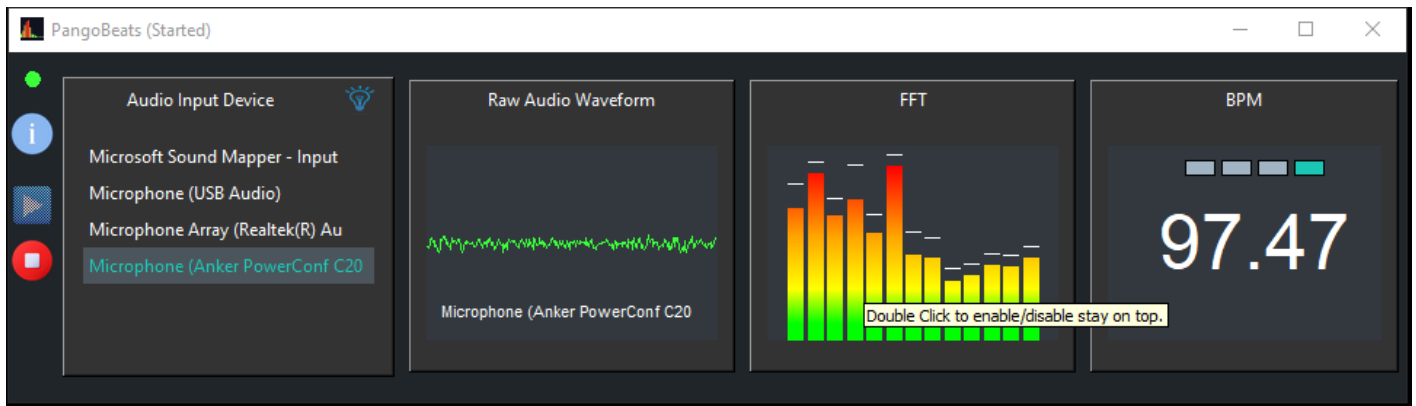 PangoBeats (Started)
Audio Input Device
Microsoft Sound Mapper - Input
Microphone (USB Audio)
Microphone Array (Realtek(R) Au
Microphone (Anker PowerConf C20
Raw Audio Waveform
Microphone (Anker PowerConf C20
FFT
Double Click to enable/disable stay on top.
BPM
97.47
i